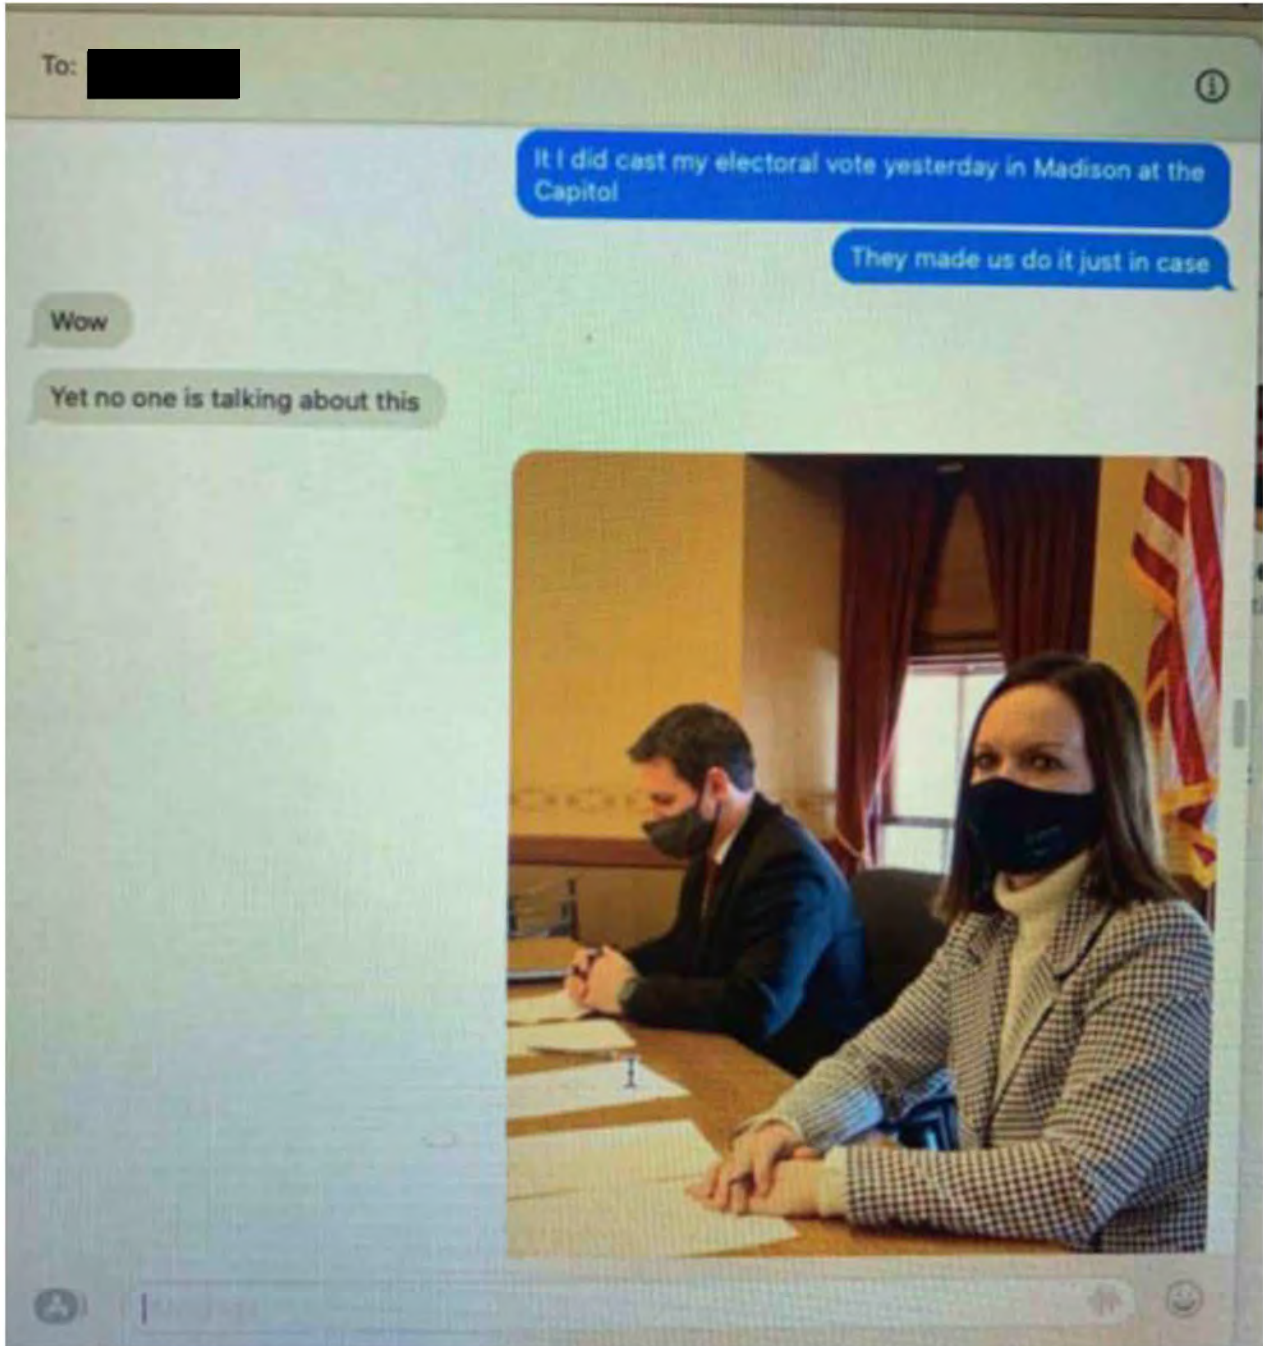 To:
It I did cast my electoral vote yesterday in Madison at the
Capitol
They made us do it just in case
Wow
Yet no one is talking about this